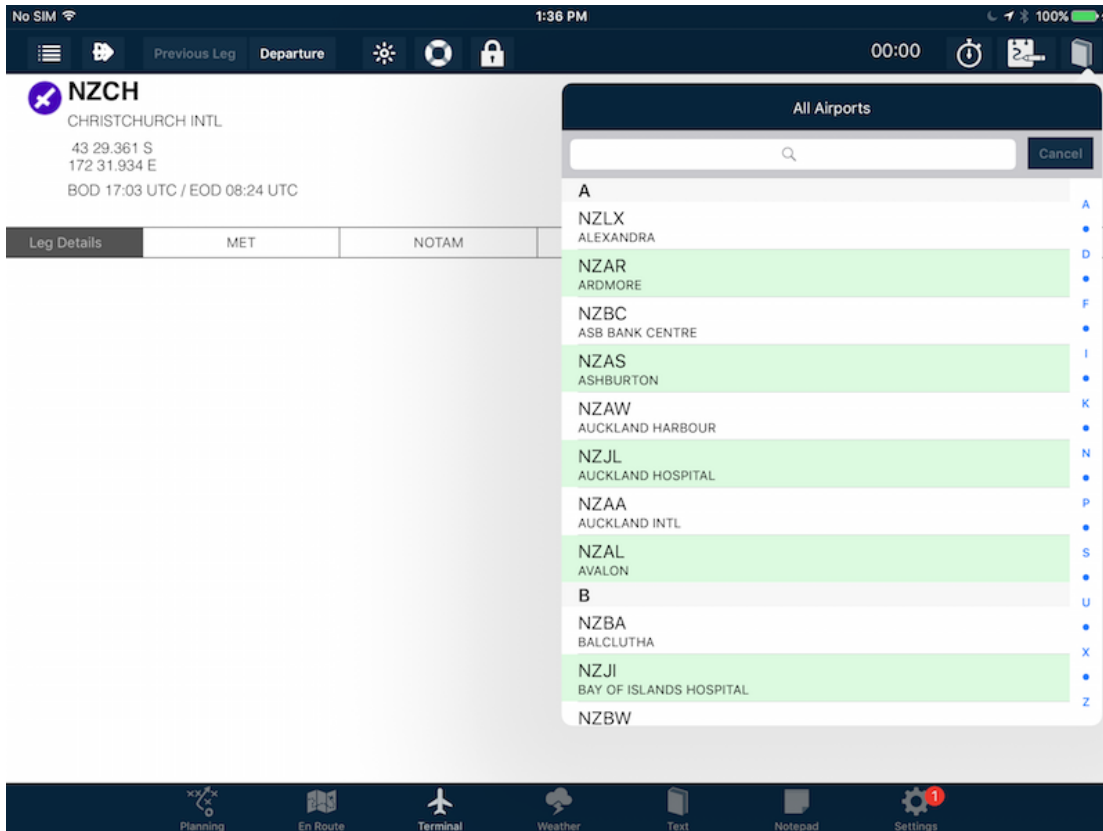 No SIM 1:36 PM 100%
Previous Leg Departure 00:00
NZCH
CHRISTCHURCH INTL
43 29.361 S
172 31.934 E
BOD 17:03 UTC / EOD 08:24 UTC
Leg Details MET NOTAM
All Airports
Cancel
A
NZLX
ALEXANDRA
NZAR
ARDMORE
NZBC
ASB BANK CENTRE
NZAS
ASHBURTON
NZAW
AUCKLAND HARBOUR
NZJL
AUCKLAND HOSPITAL
NZAA
AUCKLAND INTL
NZAL
AVALON
B
NZBA
BALCLUTHA
NZJI
BAY OF ISLANDS HOSPITAL
NZBW
A
D
F
I
K
N
P
S
U
X
Z
1
Planning En Route Terminal Weather Text Notepad Settings